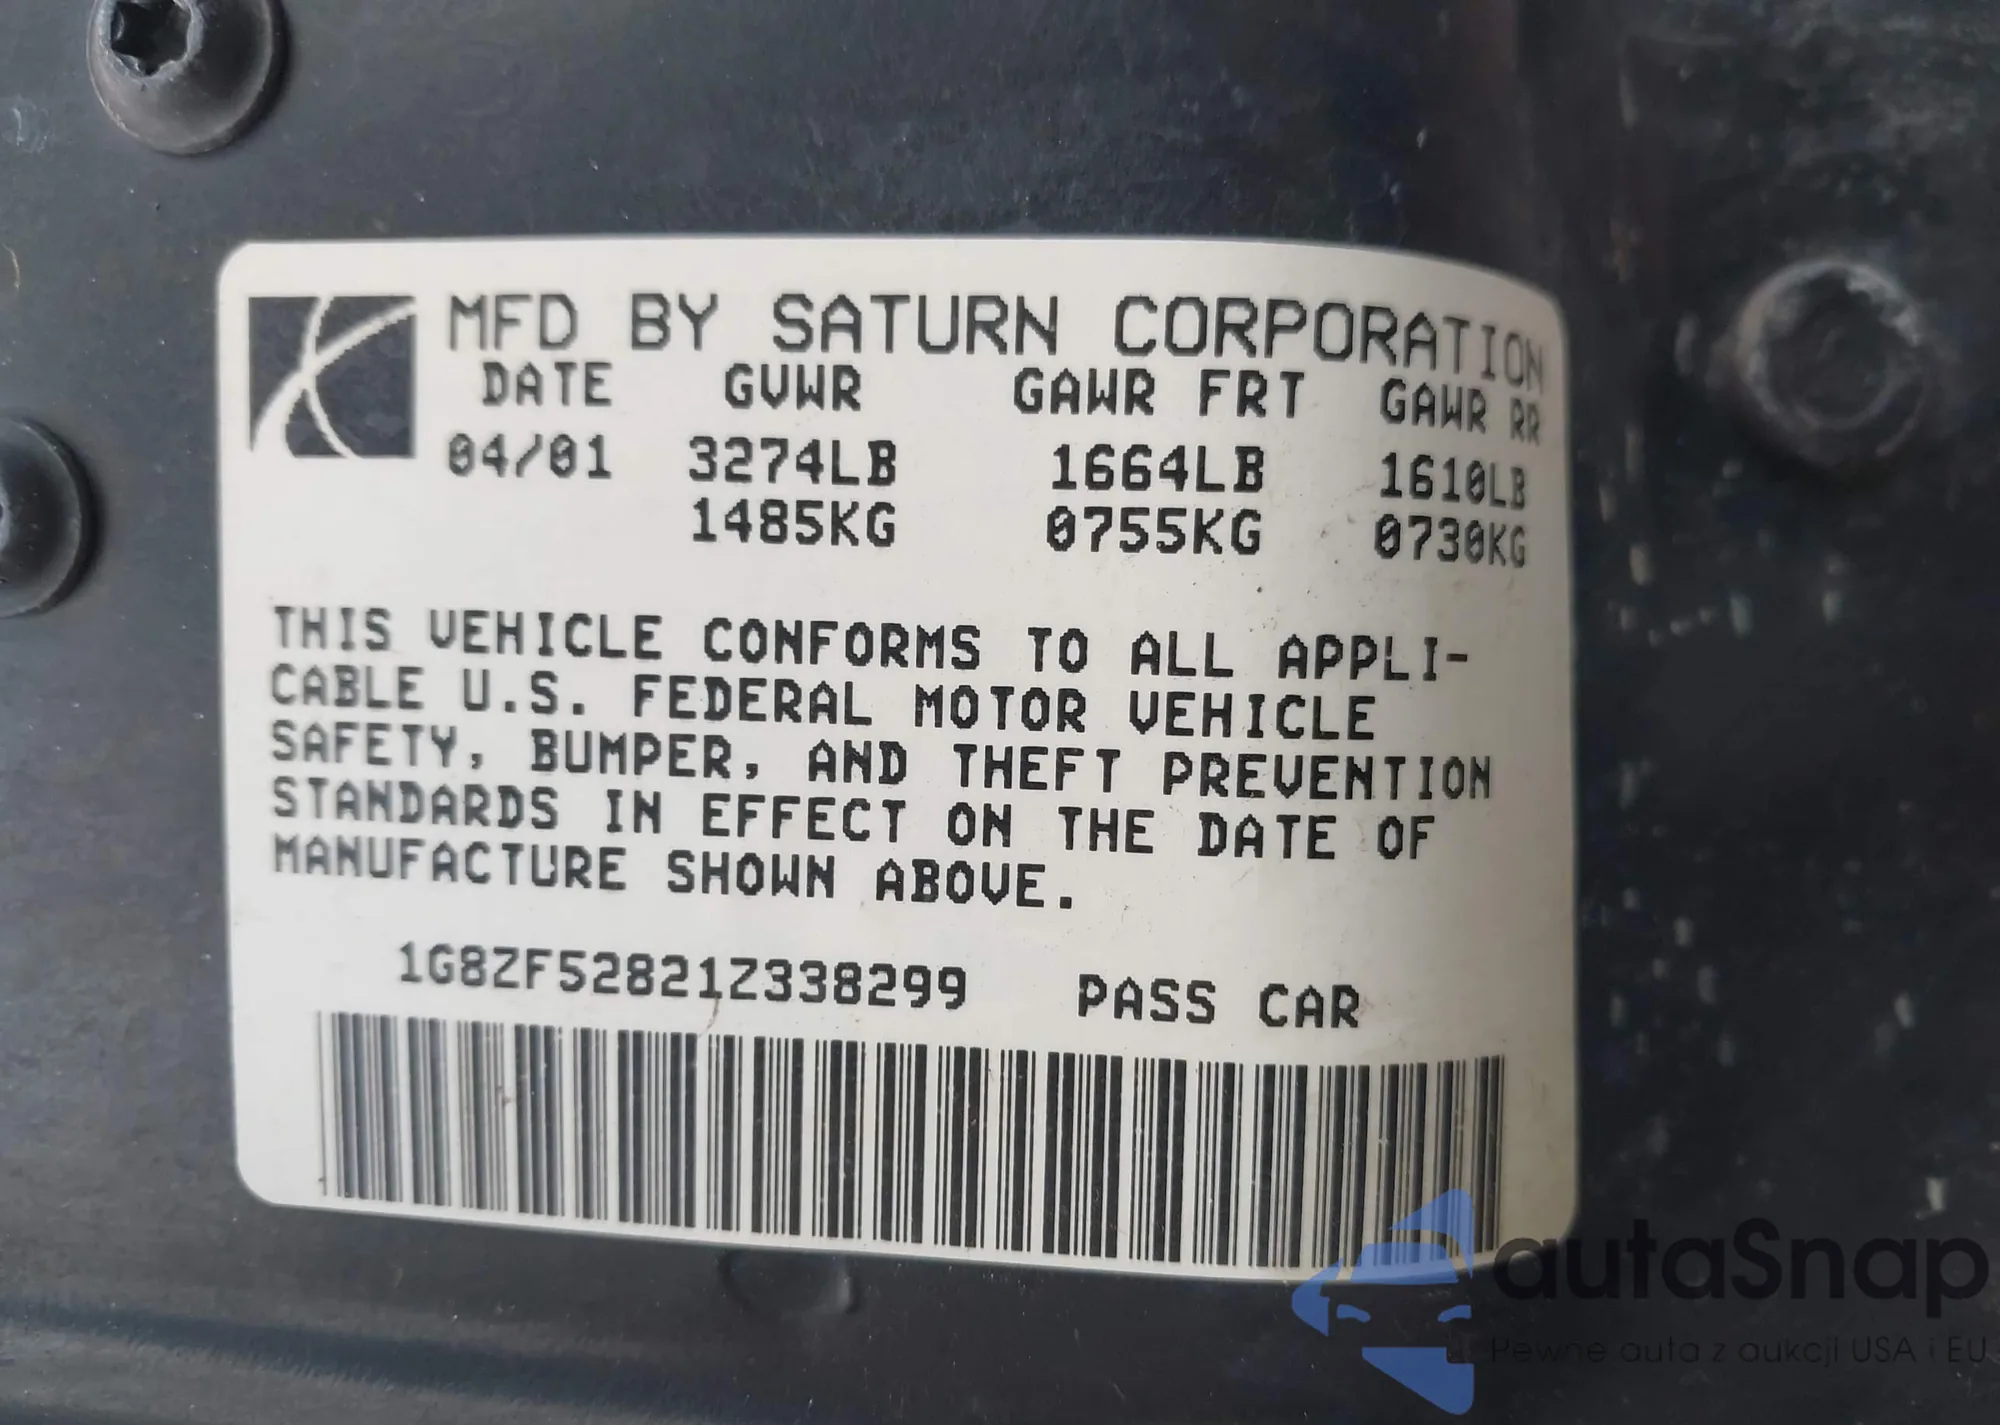 MFD BY SATURN CORPORATION
DATE GVWR GAWR FRT GAWR RR
04/01 3274LB 1664LB 1610LB
1485KG 0755KG 0730KG
THIS VEHICLE CONFORMS TO ALL APPLI-
CABLE U.S. FEDERAL MOTOR VEHICLE
SAFETY, BUMPER, AND THEFT PREVENTION
STANDARDS IN EFFECT ON THE DATE OF
MANUFACTURE SHOWN ABOVE.
1G8ZF52821Z338299 PASS CAR
autaSnap
Pewne auta z aukcji USA i EU